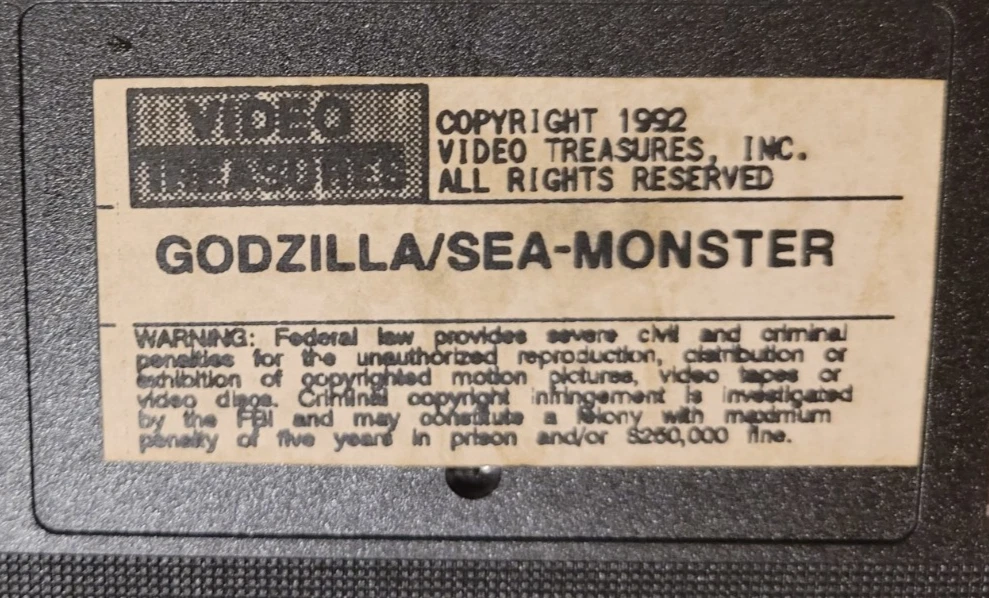 VIDEO
TREASURES
COPYRIGHT 1992
VIDEO TREASURES, INC.
ALL RIGHTS RESERVED
GODZILLA/SEA-MONSTER
WARNING: Federal law provides severe civil and criminal
penalties for the unauthorized reproduction, distribution or
exhibition of copyrighted motion pictures, video tapes or
video discs. Criminal copyright infringement is investigated
by the FBI and may constitute a felony with maximum
penalty of five years in prison and/or $250,000 fine.